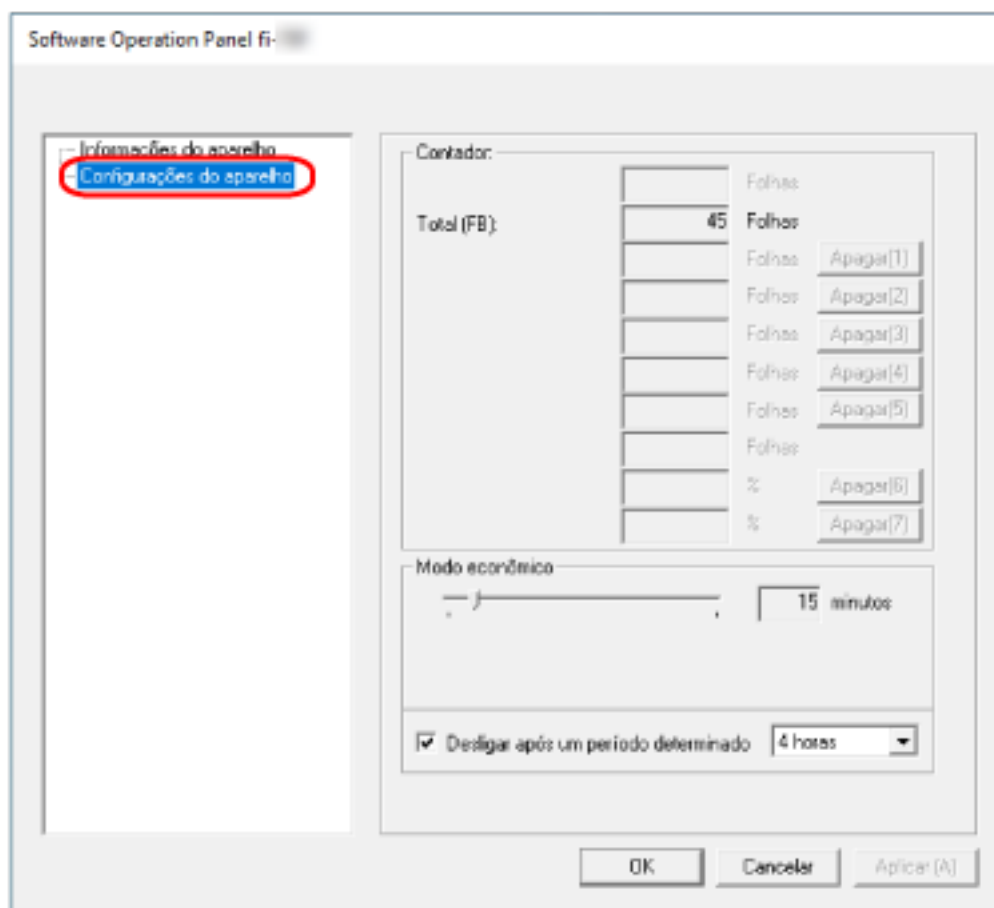 Software Operation Panel fi-
Informações do aparelho
Configurações do aparelho
Contador:
Folhas
Total (FB): 45 Folhas
Folhas Apagar(1)
Folhas Apagar(2)
Folhas Apagar(3)
Folhas Apagar(4)
Folhas Apagar(5)
Folhas
% Apagar(6)
% Apagar(7)
Modo econômico
15 minutos
Desligar após um período determinado 4 horas
OK Cancelar Aplicar (A)